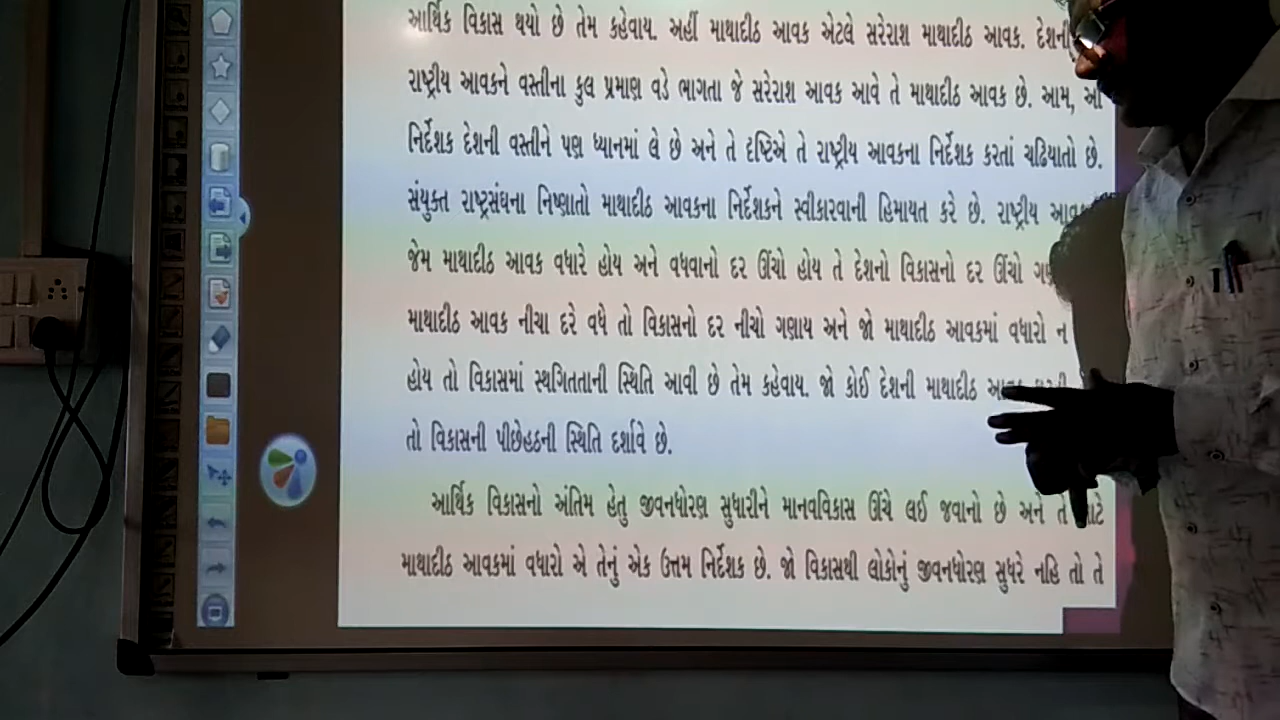 આર્થિક વિકાસ થયો છે તેમ કહેવાય. અહીં માથાદીઠ આવક એટલે સરેરાશ માથાદીઠ આવક. દેશની
રાષ્ટ્રીય આવકને વસ્તીના કુલ પ્રમાણ વડે ભાગતા જે સરેરાશ આવક આવે તે માથાદીઠ આવક છે. આમ, આ
નિર્દેશક દેશની વસ્તીને પણ ધ્યાનમાં લે છે અને તે દૃષ્ટિએ તે રાષ્ટ્રીય આવકના નિર્દેશક કરતાં ચઢિયાતો છે.
સંયુક્ત રાષ્ટ્રસંઘના નિષ્ણાતો માથાદીઠ આવકના નિર્દેશકને સ્વીકારવાની હિમાયત કરે છે. રાષ્ટ્રીય
જેમ માથાદીઠ આવક વધારે હોય અને વધવાનો દર ઊંચો હોય તે દેશનો વિકાસનો દર ઊંચો
માથાદીઠ આવક નીચા દરે વધે તો વિકાસનો દર નીચો ગણાય અને જો માથાદીઠ આવકમાં વધારો ન
હોય તો વિકાસમાં સ્થગિતતાની સ્થિતિ આવી છે તેમ કહેવાય. જો કોઈ દેશની માથાદીઠ
તો વિકાસની પીછેહઠની સ્થિતિ દર્શાવે છે.
આર્થિક વિકાસનો અંતિમ હેતુ જીવનધોરણ સુધારીને માનવવિકાસ ઊંચે લઈ જવાનો છે અને તે
માથાદીઠ આવકમાં વધારો એ તેનું એક ઉત્તમ નિર્દેશક છે. જો વિકાસથી લોકોનું જીવનધોરણ સુધરે નહિ તો તે